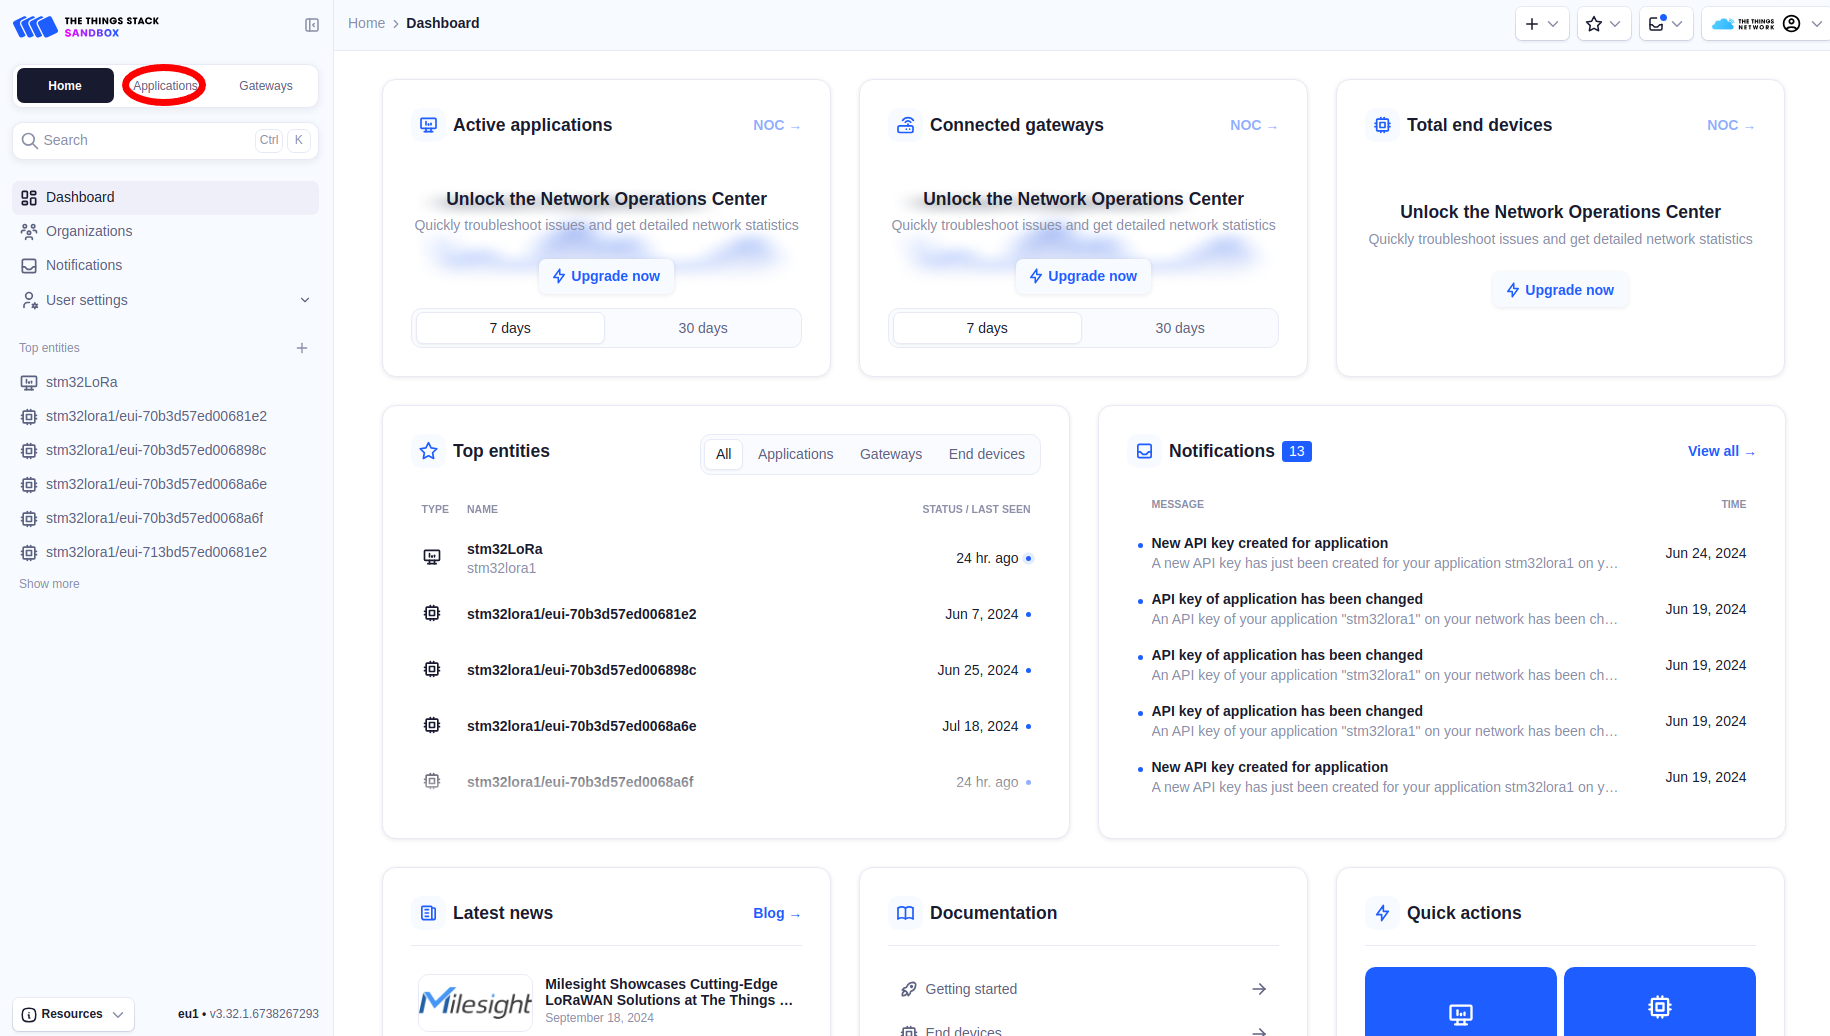 THE THINGS STACK
SANDBOX
Home > Dashboard
THE THINGS
NETWORK
Home Applications Gateways
Search Ctrl K
Dashboard
Organizations
Notifications
User settings
Top entities +
stm32LoRa
stm32lora1/eui-70b3d57ed00681e2
stm32lora1/eui-70b3d57ed006898c
stm32lora1/eui-70b3d57ed0068a6e
stm32lora1/eui-70b3d57ed0068a6f
stm32lora1/eui-713bd57ed00681e2
Show more
Resources
eu1 • v3.32.1.6738267293
Active applications NOC →
Unlock the Network Operations Center
Quickly troubleshoot issues and get detailed network statistics
Upgrade now
7 days 30 days
Connected gateways NOC →
Unlock the Network Operations Center
Quickly troubleshoot issues and get detailed network statistics
Upgrade now
7 days 30 days
Total end devices NOC →
Unlock the Network Operations Center
Quickly troubleshoot issues and get detailed network statistics
Upgrade now
Top entities All Applications Gateways End devices
TYPE NAME STATUS / LAST SEEN
stm32LoRa
stm32lora1
24 hr. ago
stm32lora1/eui-70b3d57ed00681e2 Jun 7, 2024
stm32lora1/eui-70b3d57ed006898c Jun 25, 2024
stm32lora1/eui-70b3d57ed0068a6e Jul 18, 2024
stm32lora1/eui-70b3d57ed0068a6f 24 hr. ago
Notifications 13 View all →
MESSAGE TIME
New API key created for application
A new API key has just been created for your application stm32lora1 on y…
Jun 24, 2024
API key of application has been changed
An API key of your application "stm32lora1" on your network has been ch…
Jun 19, 2024
API key of application has been changed
An API key of your application "stm32lora1" on your network has been ch…
Jun 19, 2024
API key of application has been changed
An API key of your application "stm32lora1" on your network has been ch…
Jun 19, 2024
New API key created for application
A new API key has just been created for your application stm32lora1 on y…
Jun 19, 2024
Latest news Blog →
Milesight
Milesight Showcases Cutting-Edge
LoRaWAN Solutions at The Things …
September 18, 2024
Documentation
Getting started
End devices
Quick actions